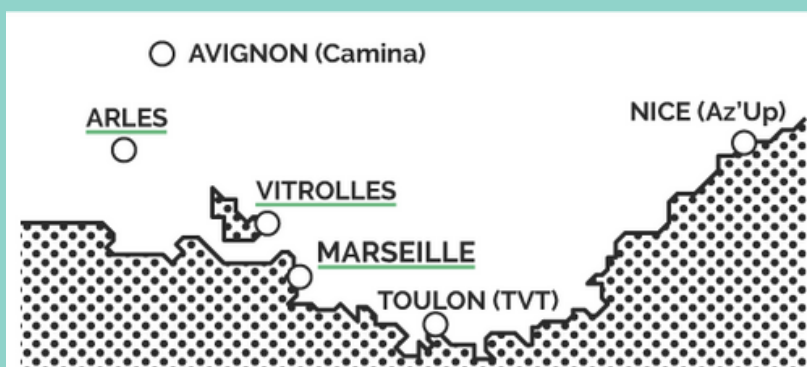 AVIGNON (Camina)
ARLES
NICE (Az'Up)
VITROLLES
MARSEILLE
TOULON (TVT)